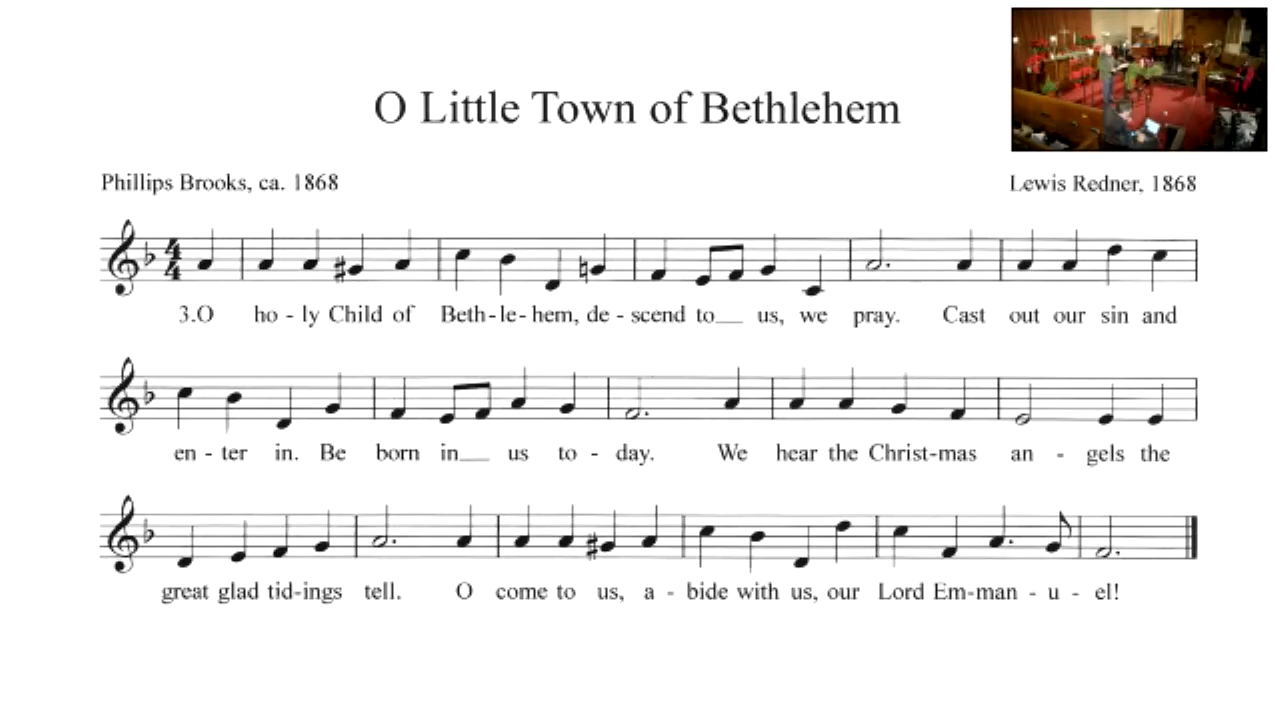 O Little Town of Bethlehem
Phillips Brooks, ca. 1868
Lewis Redner, 1868
3.O ho - ly Child of Beth - le - hem, de - scend to__ us, we pray. Cast out our sin and
en - ter in. Be born in__ us to - day. We hear the Christ-mas an - gels the
great glad tid-ings tell. O come to us, a - bide with us, our Lord Em-man - u - el!